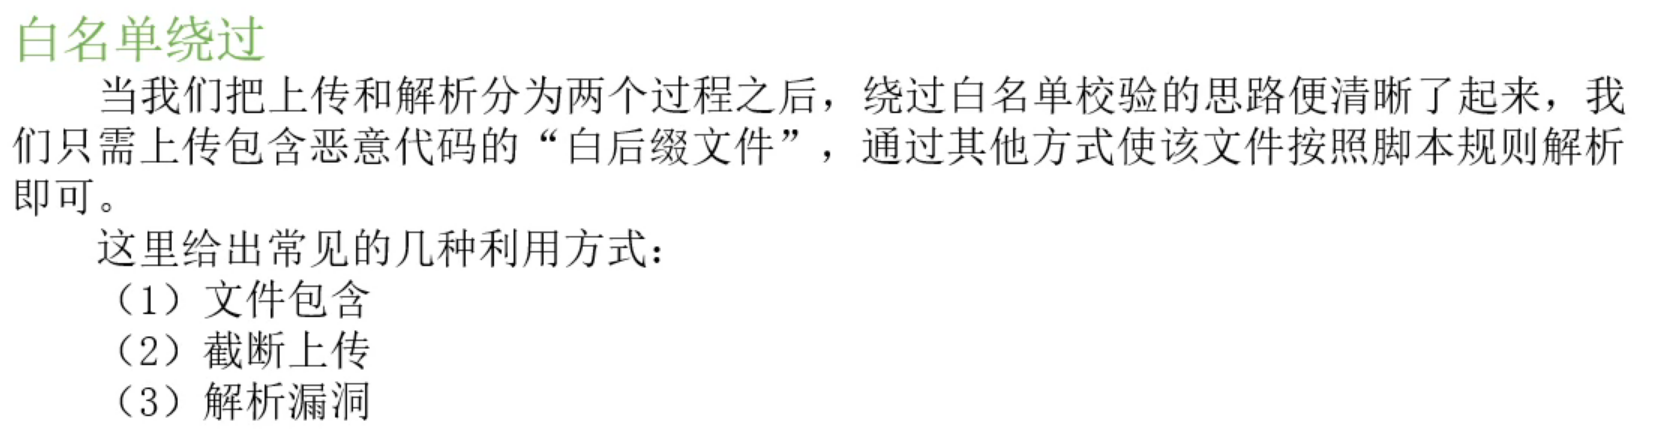 白名单绕过
当我们把上传和解析分为两个过程之后，绕过白名单校验的思路便清晰了起来，我
们只需上传包含恶意代码的“白后缀文件”，通过其他方式使该文件按照脚本规则解析
即可。
这里给出常见的几种利用方式：
（1）文件包含
（2）截断上传
（3）解析漏洞